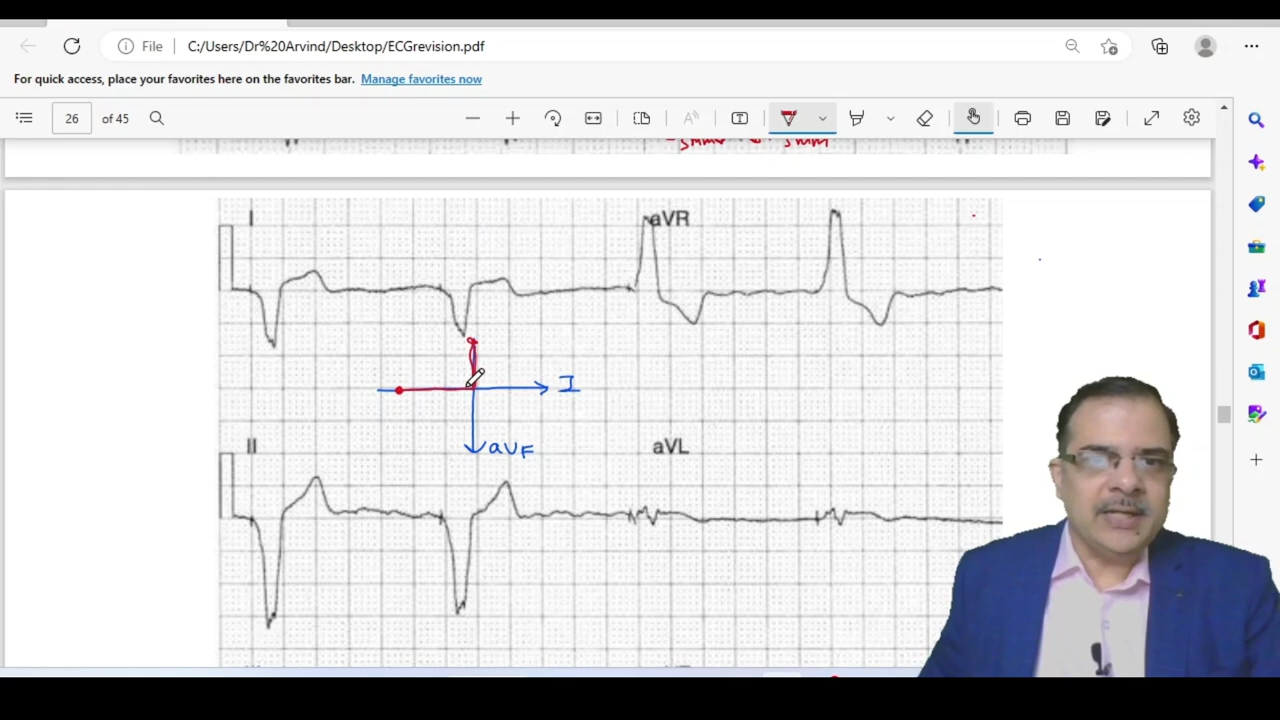 File C:/Users/Dr%20Arvind/Desktop/ECGrevision.pdf
For quick access, place your favorites here on the favorites bar. Manage favorites now
26 of 45
I aVR
I
aVF
II aVL